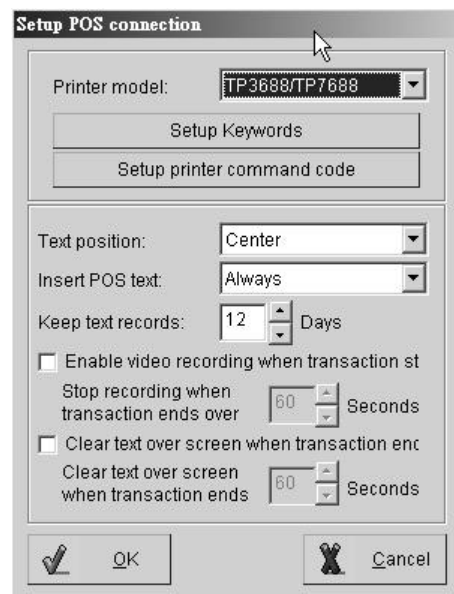 Setup POS connection
Printer model: TP3688/TP7688
Setup Keywords
Setup printer command code
Text position: Center
Insert POS text: Always
Keep text records: 12 Days
Enable video recording when transaction st
Stop recording when
transaction ends over 60 Seconds
Clear text over screen when transaction enc
Clear text over screen
when transaction ends 60 Seconds
OK Cancel